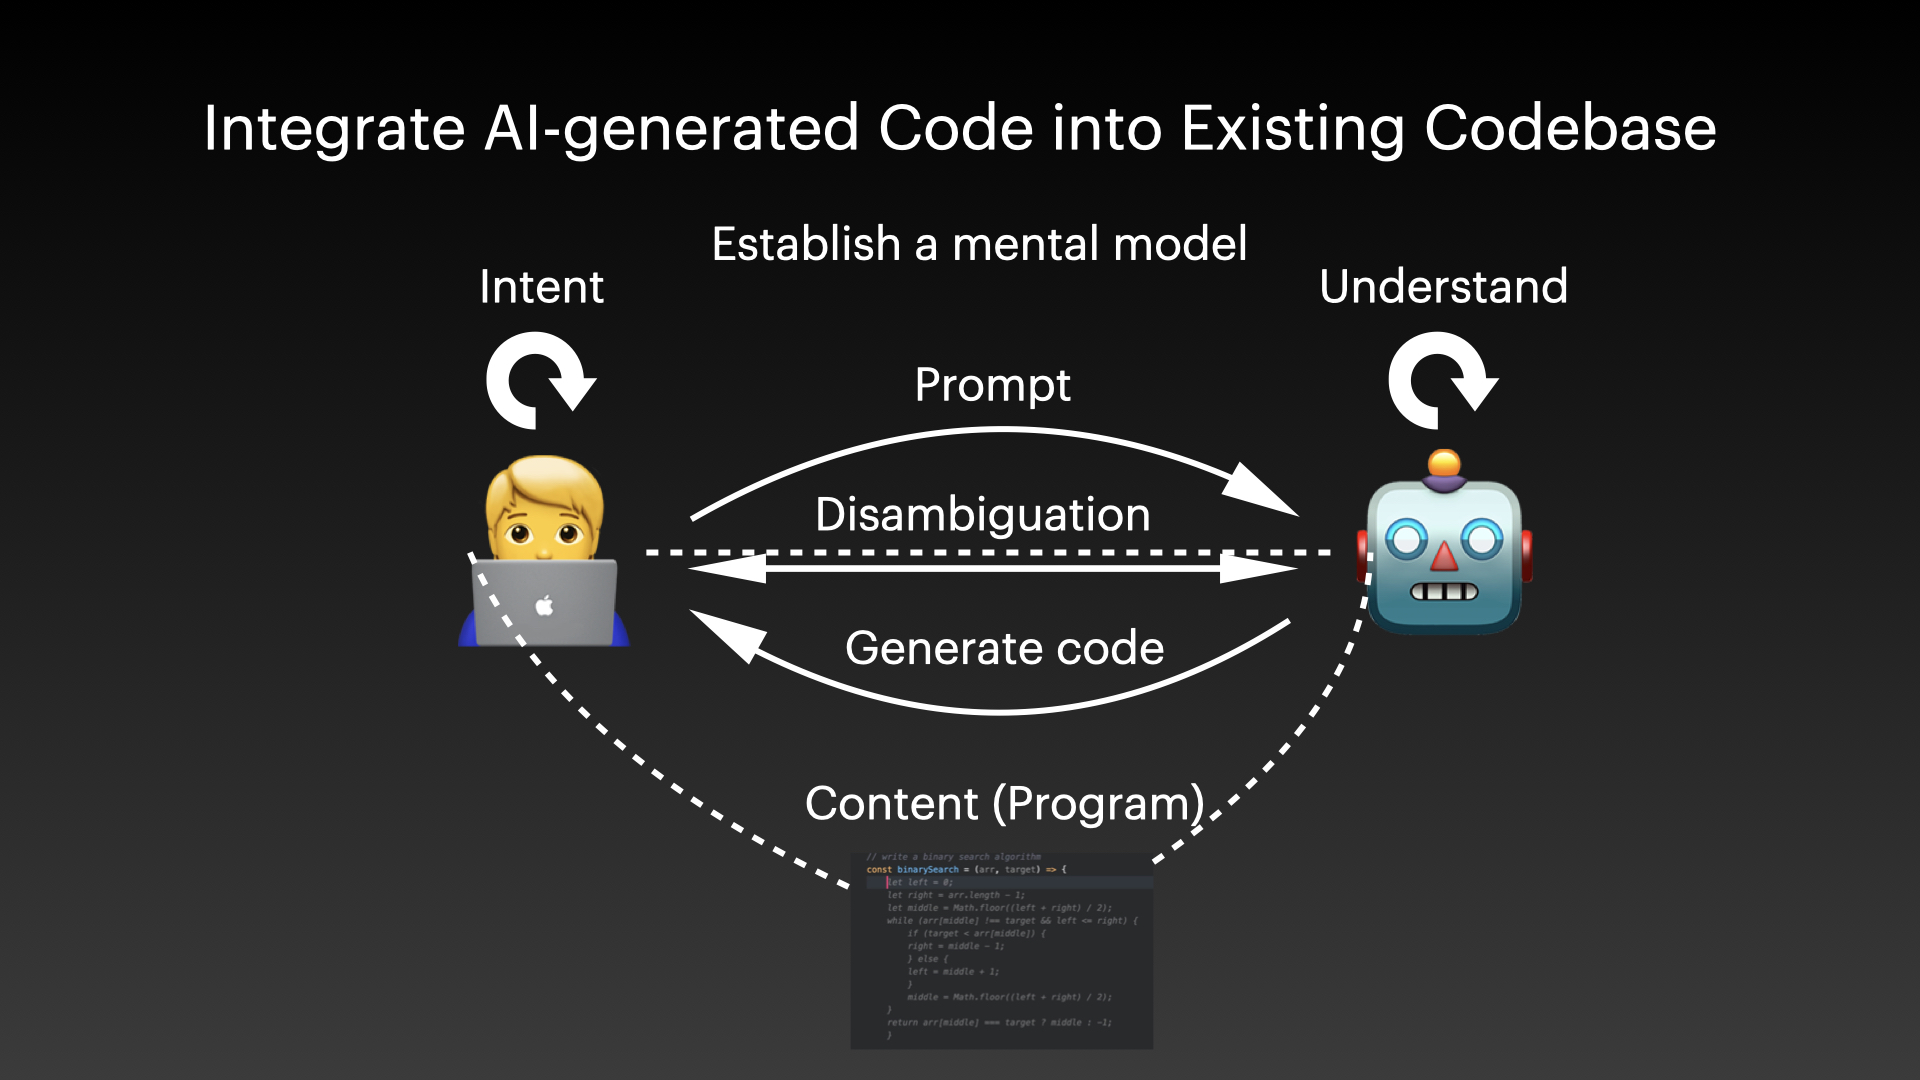 Integrate AI-generated Code into Existing Codebase
Establish a mental model
Intent
Understand
Prompt
Disambiguation
Generate code
Content (Program)
// write a binary search algorithm
const binarySearch = (arr, target) => {
let left = 0;
let right = arr.length - 1;
let middle = Math.floor((left + right) / 2);
while (arr[middle] !== target && left <= right) {
if (target < arr[middle]) {
right = middle - 1;
} else {
left = middle + 1;
}
middle = Math.floor((left + right) / 2);
}
return arr[middle] === target ? middle : -1;
}